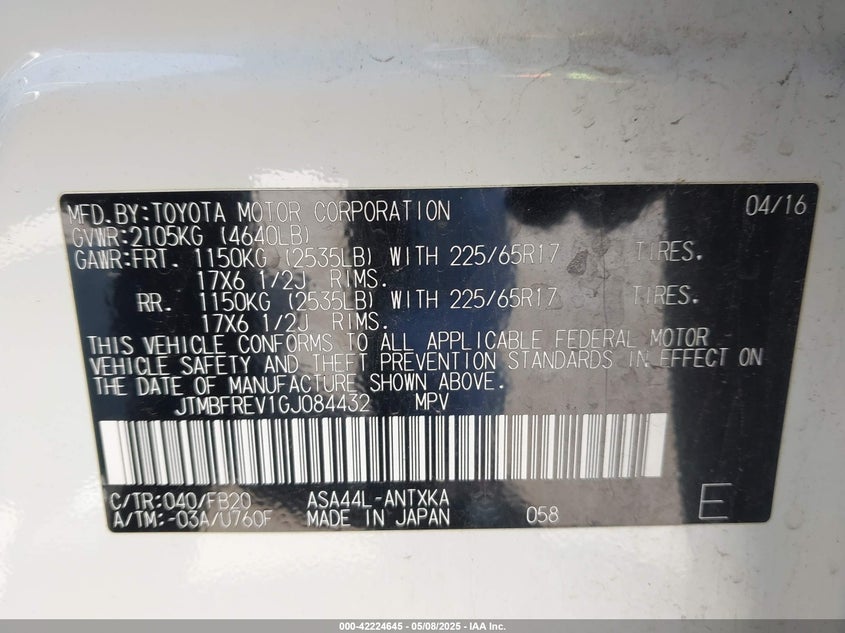 MFD.BY:TOYOTA MOTOR CORPORATION 04/16
GVWR:2105KG (4640LB)
GAWR:FRT. 1150KG (2535LB) WITH 225/65R17 TIRES.
17X6 1/2J RIMS.
RR. 1150KG (2535LB) WITH 225/65R17 TIRES.
17X6 1/2J RIMS.
THIS VEHICLE CONFORMS TO ALL APPLICABLE FEDERAL MOTOR
VEHICLE SAFETY AND THEFT PREVENTION STANDARDS IN EFFECT ON
THE DATE OF MANUFACTURE SHOWN ABOVE.
JTMBFREV1GJ084432 MPV
C/TR:040/FB20 ASA44L-ANTXKA
A/TM:-03A/U760F MADE IN JAPAN 058 E
000-42224645 - 05/08/2025 - IAA Inc.